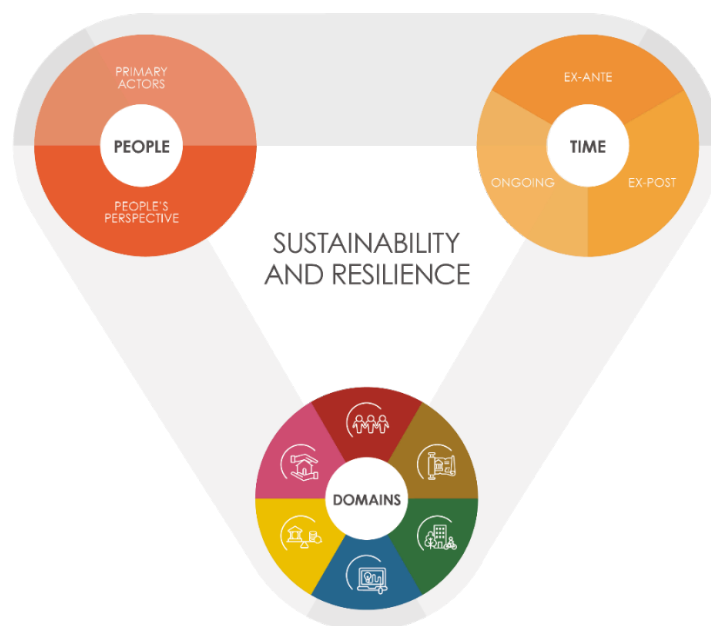 PRIMARY
ACTORS
PEOPLE
PEOPLE'S
PERSPECTIVE
EX-ANTE
TIME
ONGOING
EX-POST
SUSTAINABILITY
AND RESILIENCE
DOMAINS